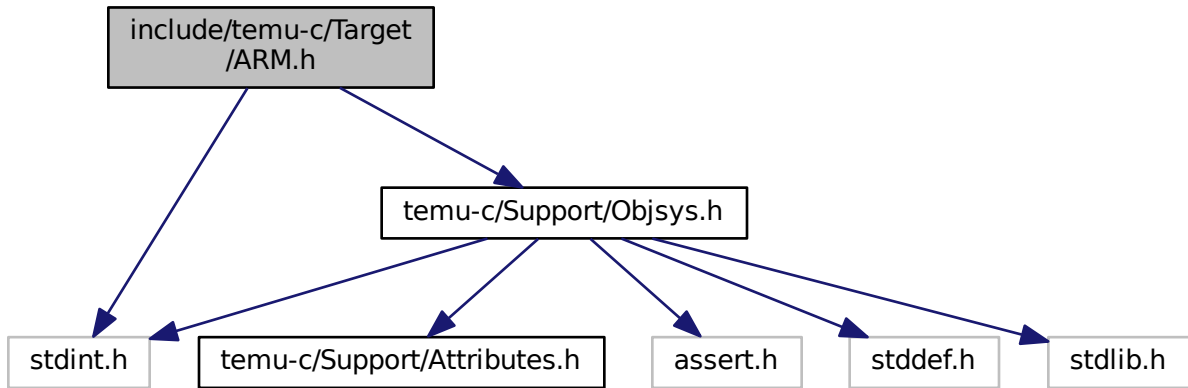 include/temu-c/Target
/ARM.h
temu-c/Support/Objsys.h
stdint.h
temu-c/Support/Attributes.h
assert.h
stddef.h
stdlib.h